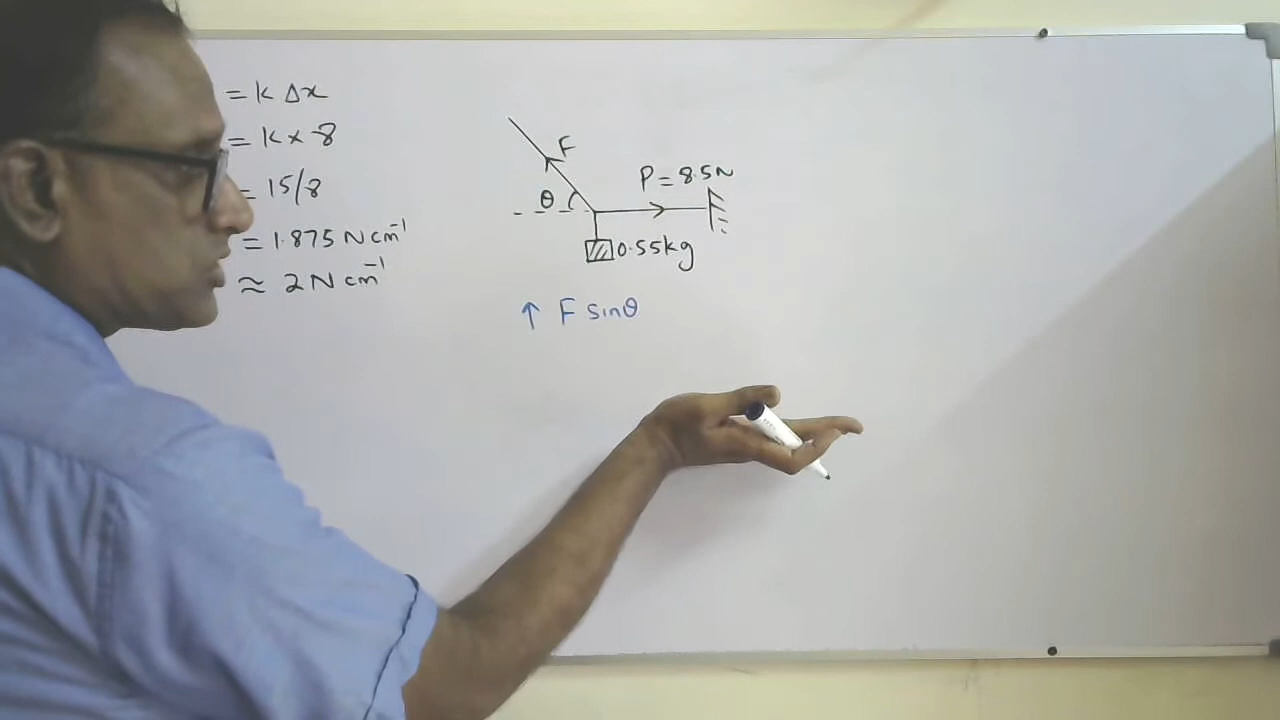 = k Δx
= k x 8
= 15/8
= 1.875 N cm⁻¹
≈ 2 N cm⁻¹
F
P = 8.5N
θ
0.55kg
↑ F sinθ